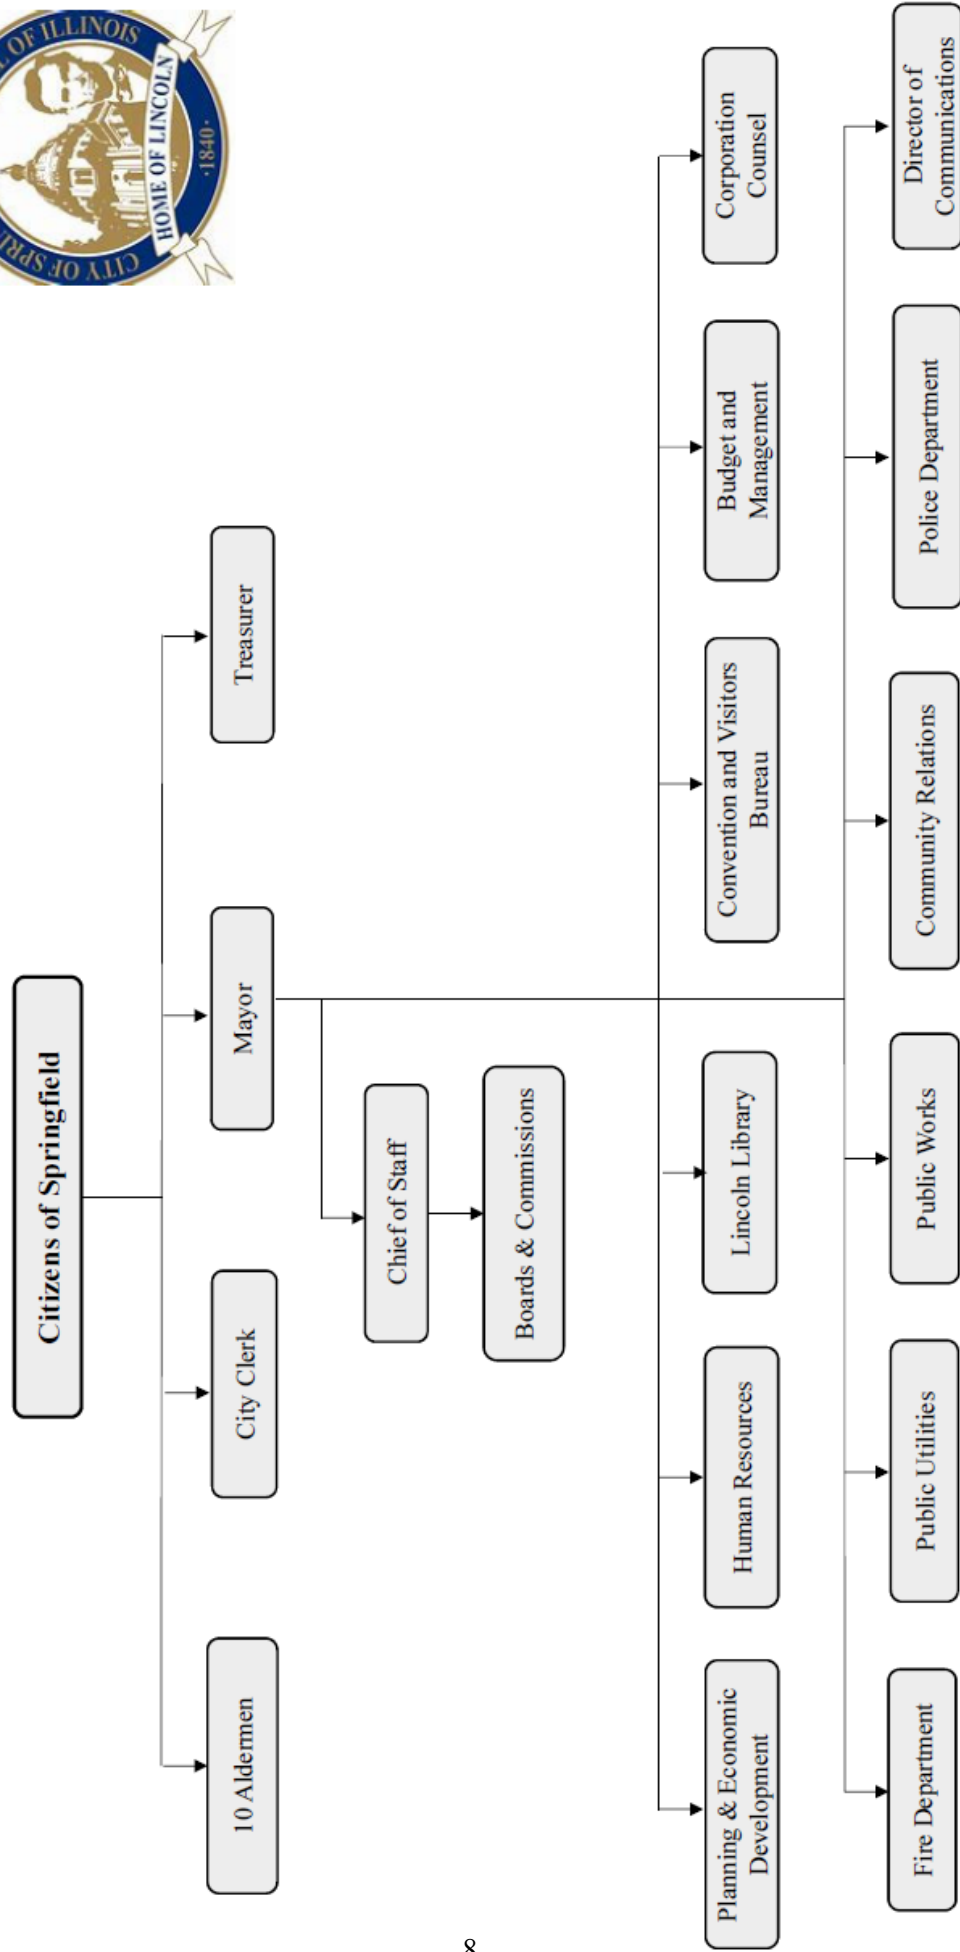 OF ILLINOIS
CITY OF SPRI
HOME OF LINCOLN
·1840·
Citizens of Springfield
10 Aldermen
City Clerk
Mayor
Treasurer
Chief of Staff
Boards & Commissions
Planning & Economic
Development
Human Resources
Lincoln Library
Convention and Visitors
Bureau
Budget and
Management
Corporation
Counsel
Fire Department
Public Utilities
Public Works
Community Relations
Police Department
Director of
Communications
8